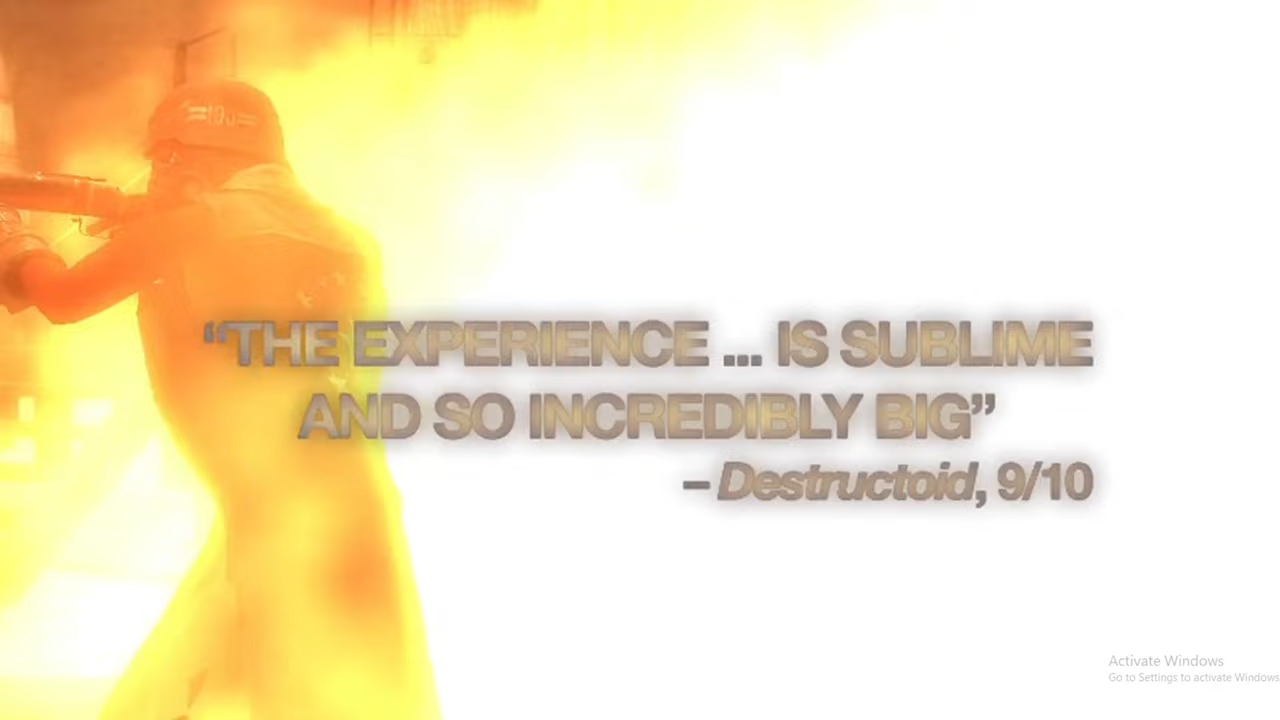 “THE EXPERIENCE ... IS SUBLIME
AND SO INCREDIBLY BIG”
– Destructoid, 9/10
Activate Windows
Go to Settings to activate Windows